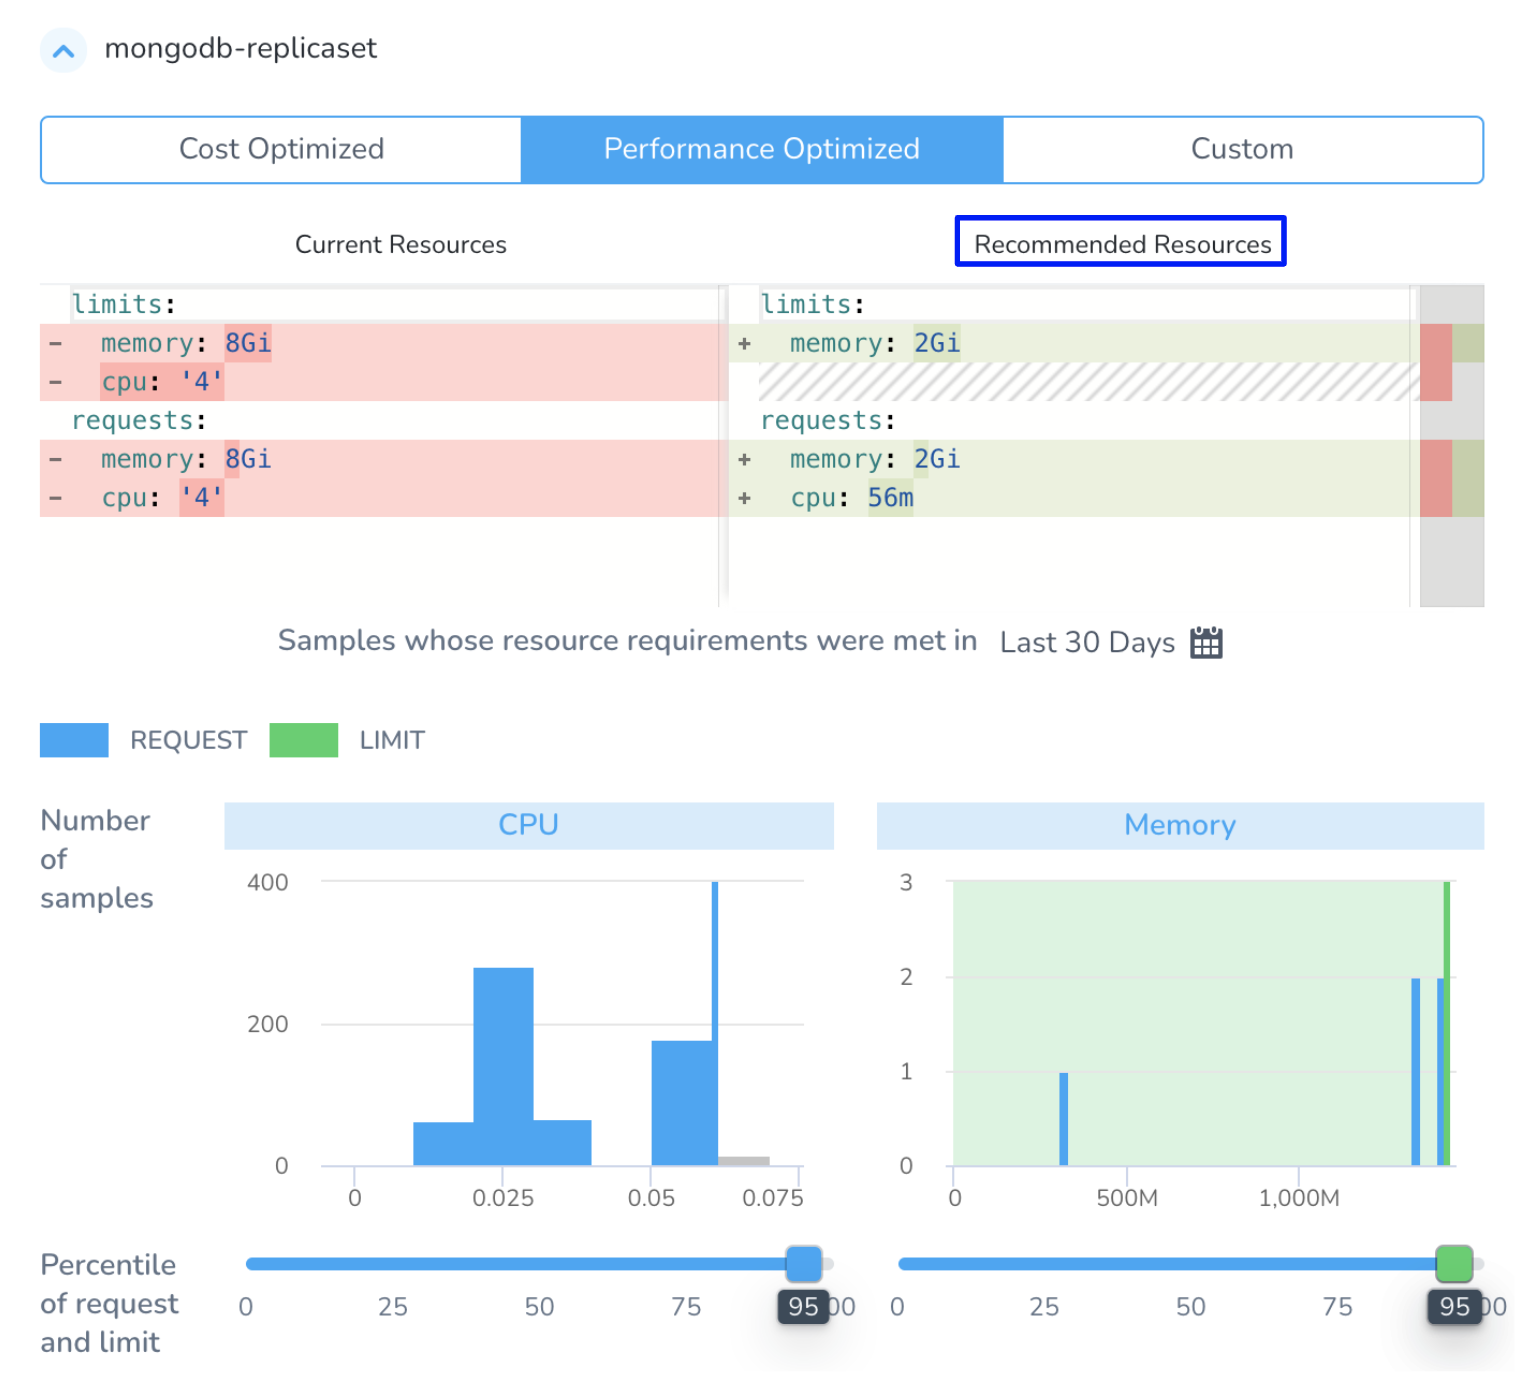 mongodb-replicaset
Cost Optimized
Performance Optimized
Custom
Current Resources
Recommended Resources
limits:
- memory: 8Gi
- cpu: '4'
requests:
- memory: 8Gi
- cpu: '4'
limits:
+ memory: 2Gi
requests:
+ memory: 2Gi
+ cpu: 56m
Samples whose resource requirements were met in Last 30 Days
REQUEST
LIMIT
Number
of
samples
CPU
400
200
0
0 0.025 0.05 0.075
Memory
3
2
1
0
0 500M 1,000M
Percentile
of request
and limit
0 25 50 75 95 00
0 25 50 75 95 00